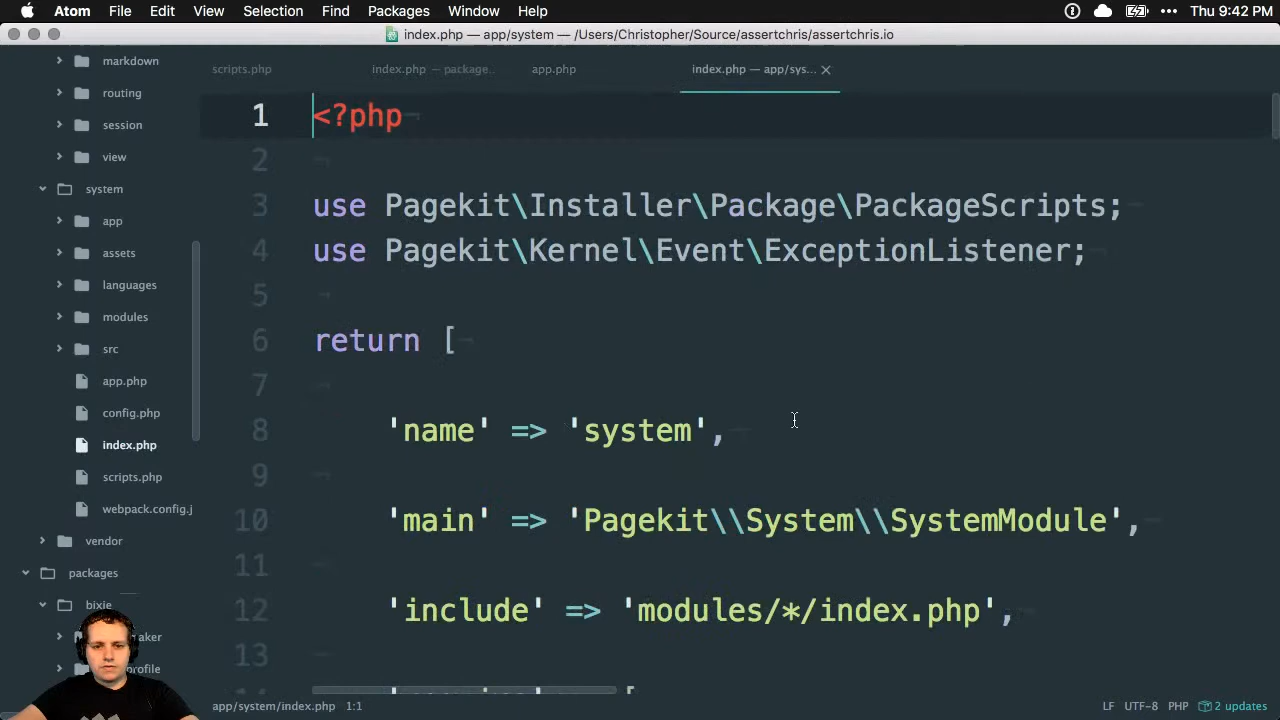 Atom File Edit View Selection Find Packages Window Help Thu 9:42 PM
index.php — app/system — /Users/Christopher/Source/assertchris/assertchris.io
markdown
routing
session
view
system
app
assets
languages
modules
src
app.php
config.php
index.php
scripts.php
webpack.config.j
vendor
packages
bixie
aker
profile
scripts.php index.php — package.. app.php index.php — app/sys...
1 <?php
2
3 use Pagekit\Installer\Package\PackageScripts;
4 use Pagekit\Kernel\Event\ExceptionListener;
5
6 return [
7
8 'name' => 'system',
9
10 'main' => 'Pagekit\\System\\SystemModule',
11
12 'include' => 'modules/*/index.php',
13
app/system/index.php 1:1 LF UTF-8 PHP 2 updates